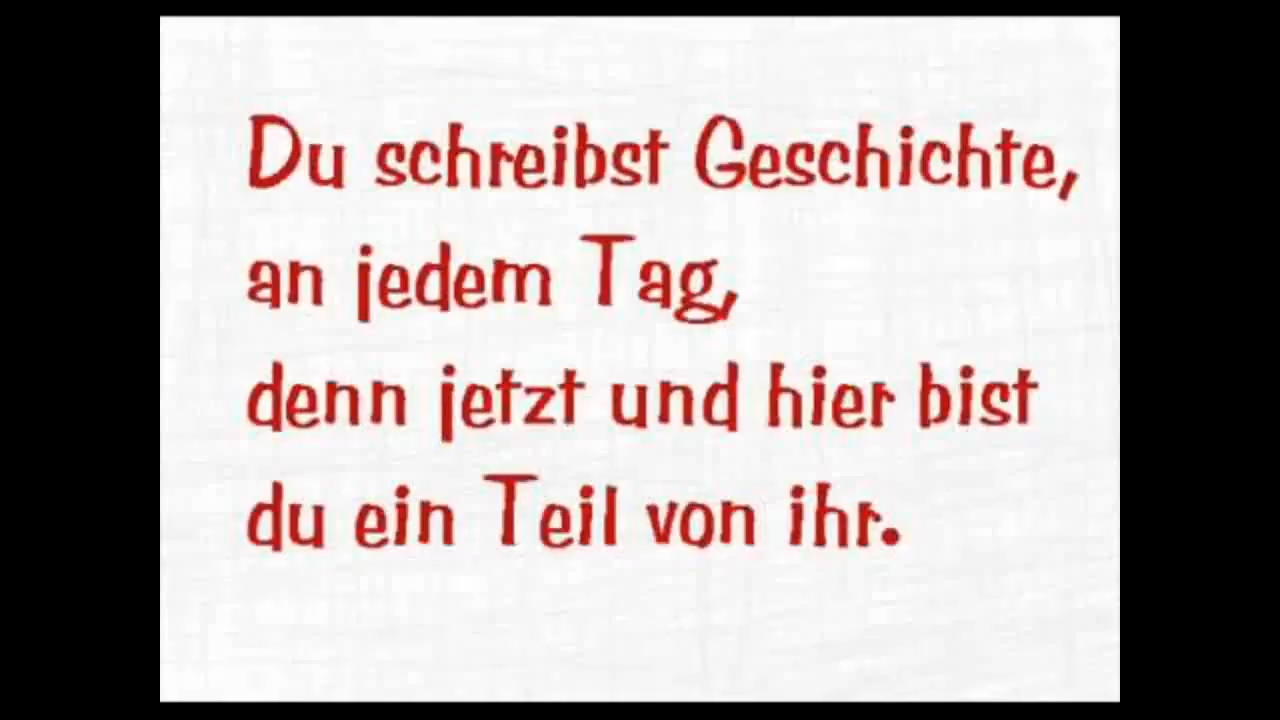 Du schreibst Geschichte,
an jedem Tag,
denn jetzt und hier bist
du ein Teil von ihr.